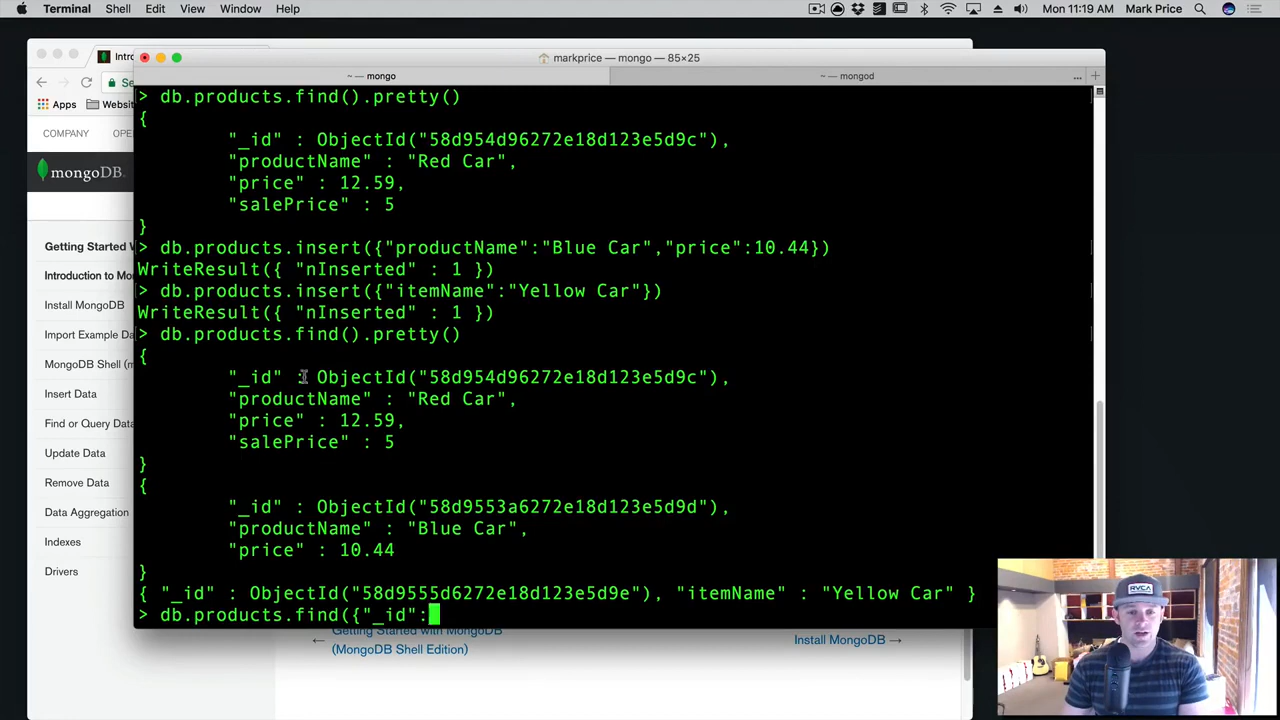 Terminal Shell Edit View Window Help Mon 11:19 AM Mark Price
markprice — mongo — 85×25
~ — mongo ~ — mongod ... +
Intro
Se
Apps Website
COMPANY OPE
mongoDB
Getting Started W
Introduction to Mon
Install MongoDB
Import Example Da
MongoDB Shell (m
Insert Data
Find or Query Data
Update Data
Remove Data
Data Aggregation
Indexes
Drivers
> db.products.find().pretty()
{
"_id" : ObjectId("58d954d96272e18d123e5d9c"),
"productName" : "Red Car",
"price" : 12.59,
"salePrice" : 5
}
> db.products.insert({"productName":"Blue Car","price":10.44})
WriteResult({ "nInserted" : 1 })
> db.products.insert({"itemName":"Yellow Car"})
WriteResult({ "nInserted" : 1 })
> db.products.find().pretty()
{
"_id" : ObjectId("58d954d96272e18d123e5d9c"),
"productName" : "Red Car",
"price" : 12.59,
"salePrice" : 5
}
{
"_id" : ObjectId("58d9553a6272e18d123e5d9d"),
"productName" : "Blue Car",
"price" : 10.44
}
{ "_id" : ObjectId("58d9555d6272e18d123e5d9e"), "itemName" : "Yellow Car" }
> db.products.find({"_id":
← Getting Started with MongoDB
(MongoDB Shell Edition)
Install MongoDB →
RVCA